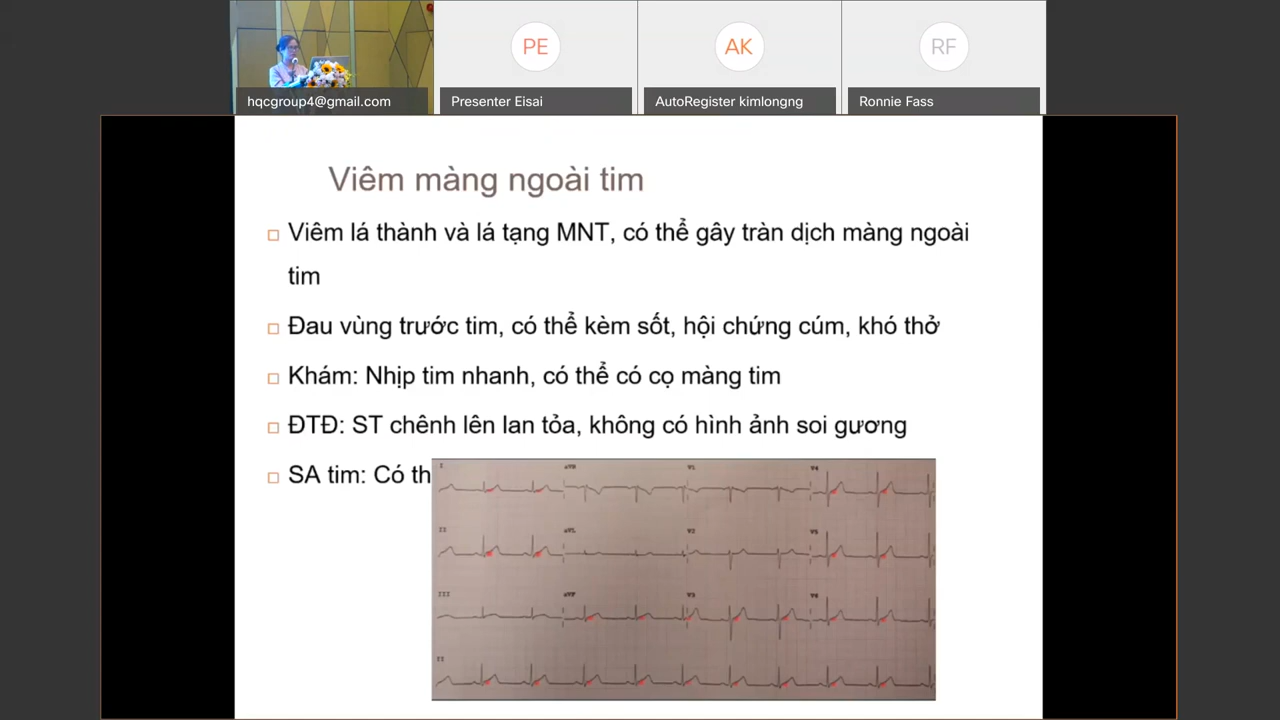 PE
AK
RF
hqcgroup4@gmail.com
Presenter Eisai
AutoRegister kimlongng
Ronnie Fass
Viêm màng ngoài tim
Viêm lá thành và lá tạng MNT, có thể gây tràn dịch màng ngoài
tim
Đau vùng trước tim, có thể kèm sốt, hội chứng cúm, khó thở
Khám: Nhịp tim nhanh, có thể có cọ màng tim
ĐTĐ: ST chênh lên lan tỏa, không có hình ảnh soi gương
SA tim: Có th
I aVR V1 V4
II aVL V2 V5
III aVF V3 V6
II